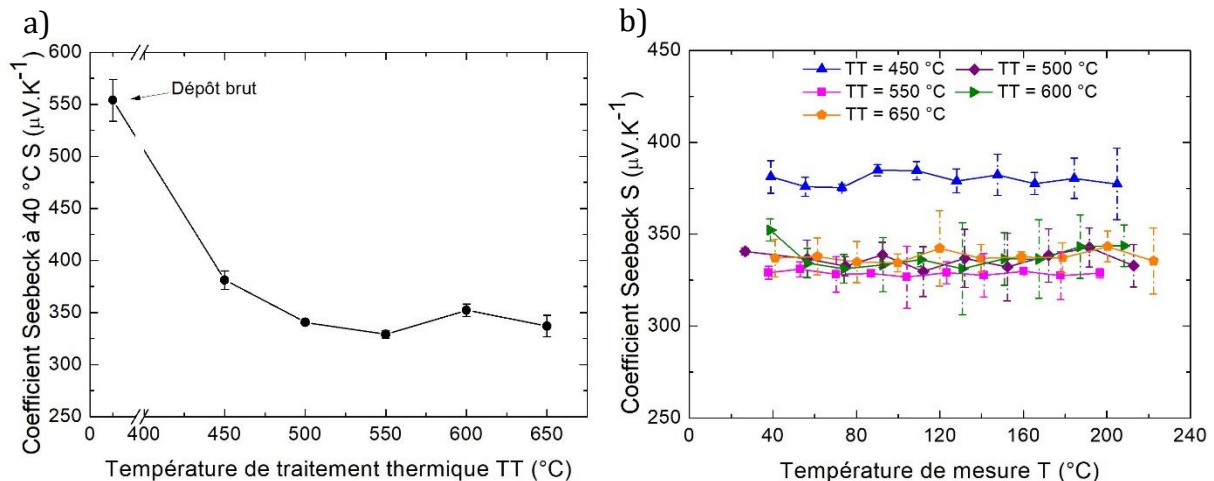 a)
Coefficient Seebeck à 40 °C S (μV.K⁻¹)
600
550
500
450
400
350
300
250
Dépôt brut
0 400 450 500 550 600 650
Température de traitement thermique TT (°C)
b)
Coefficient Seebeck S (μV.K⁻¹)
450
400
350
300
250
TT = 450 °C TT = 500 °C
TT = 550 °C TT = 600 °C
TT = 650 °C
0 40 80 120 160 200 240
Température de mesure T (°C)